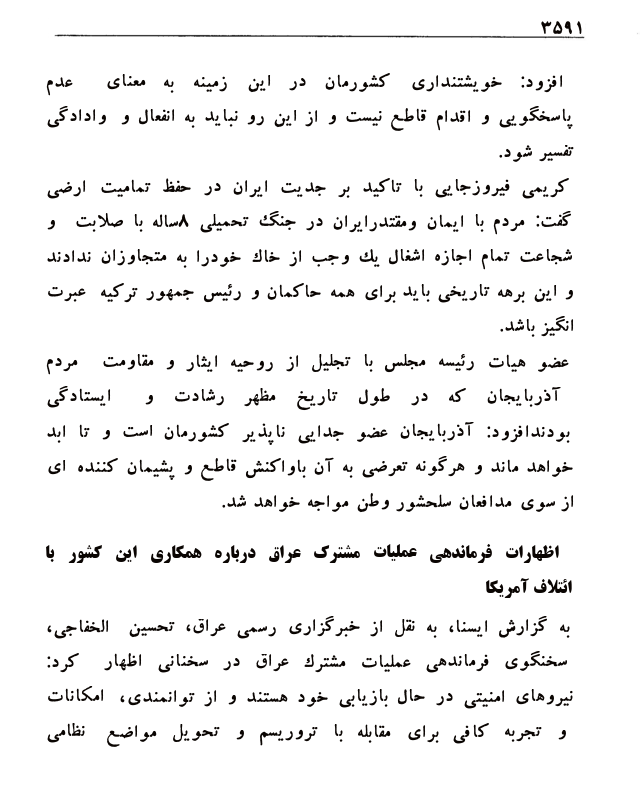 ۳۵۹۱
افزود: خویشتنداری کشورمان در این زمینه به معنای عدم
پاسخگویی و اقدام قاطع نیست و از این رو نباید به انفعال و وادادگی
تفسیر شود.
کریمی فیروزجایی با تاکید بر جدیت ایران در حفظ تمامیت ارضی
گفت: مردم با ایمان ومقتدرایران در جنگ تحمیلی ۸ساله با صلابت و
شجاعت تمام اجازه اشغال یك وجب از خاك خودرا به متجاوزان ندادند
و این برهه تاریخی باید برای همه حاکمان و رئیس جمهور ترکیه عبرت
انگیز باشد.
عضو هیات رئیسه مجلس با تجلیل از روحیه ایثار و مقاومت مردم
آذربایجان که در طول تاریخ مظهر رشادت و ایستادگی
بودندافزود: آذربایجان عضو جدایی ناپذیر کشورمان است و تا ابد
خواهد ماند و هرگونه تعرضی به آن باواکنش قاطع و پشیمان کننده ای
از سوی مدافعان سلحشور وطن مواجه خواهد شد.
اظهارات فرماندهی عملیات مشترک عراق درباره همکاری این کشور با
ائتلاف آمریکا
به گزارش ایسنا، به نقل از خبرگزاری رسمی عراق، تحسین الخفاجی،
سخنگوی فرماندهی عملیات مشترك عراق در سخنانی اظهار کرد:
نیروهای امنیتی در حال بازیابی خود هستند و از توانمندی، امکانات
و تجربه کافی برای مقابله با تروریسم و تحویل مواضع نظامی